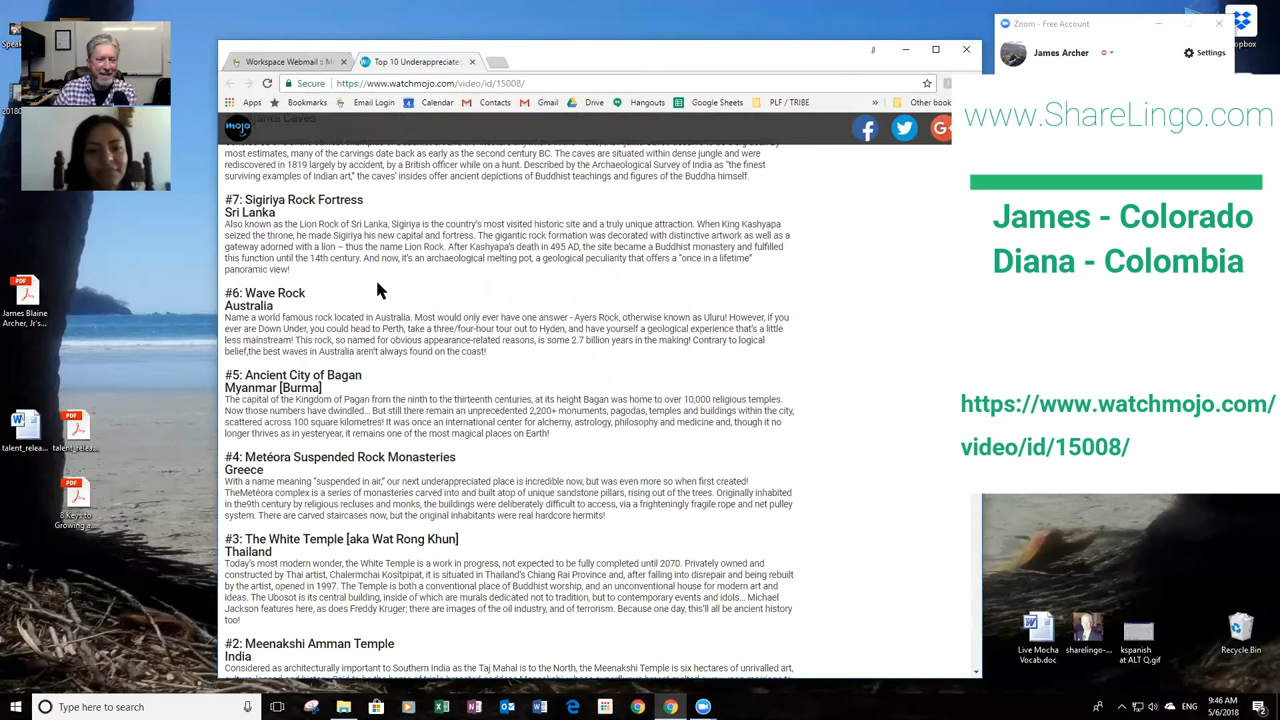 Zoom - Free Account
James Archer
Settings
Workspace Webmail ::
Top 10 Underappreciate
Secure
https://www.watchmojo.com/video/id/15008/
Apps
Bookmarks
Email Login
Calendar
Contacts
Gmail
Drive
Hangouts
Google Sheets
PLF / TRIBE
»
Other book
mojo
most estimates, many of the carvings date back as early as the second century BC. The caves are situated within dense jungle and were
rediscovered in 1819 largely by accident, by a British officer while on a hunt. Described by the Archaeological Survey of India as "the finest
surviving examples of Indian art," the caves' insides offer ancient depictions of Buddhist teachings and figures of the Buddha himself.
#7: Sigiriya Rock Fortress
Sri Lanka
Also known as the Lion Rock of Sri Lanka, Sigiriya is the country's most visited historic site and a truly unique attraction. When King Kashyapa
seized the throne, he made Sigiriya his new capital and fortress. The gigantic rock formation was decorated with distinctive artwork as well as a
gateway adorned with a lion – thus the name Lion Rock. After Kashyapa's death in 495 AD, the site became a Buddhist monastery and fulfilled
this function until the 14th century. And now, it's an archaeological melting pot, a geological peculiarity that offers a "once in a lifetime"
panoramic view!
#6: Wave Rock
Australia
Name a world famous rock located in Australia. Most would only ever have one answer - Ayers Rock, otherwise known as Uluru! However, if you
ever are Down Under, you could head to Perth, take a three/four-hour tour out to Hyden, and have yourself a geological experience that's a little
less mainstream! This rock, so named for obvious appearance-related reasons, is some 2.7 billion years in the making! Contrary to logical
belief,the best waves in Australia aren't always found on the coast!
#5: Ancient City of Bagan
Myanmar [Burma]
The capital of the Kingdom of Pagan from the ninth to the thirteenth centuries, at its height Bagan was home to over 10,000 religious temples.
Now those numbers have dwindled... But still there remain an unprecedented 2,200+ monuments, pagodas, temples and buildings within the city,
scattered across 100 square kilometres! It was once an international center for alchemy, astrology, philosophy and medicine and, though it no
longer thrives as in yesteryear, it remains one of the most magical places on Earth!
#4: Metéora Suspended Rock Monasteries
Greece
With a name meaning "suspended in air," our next underappreciated place is incredible now, but was even more so when first created!
TheMetéora complex is a series of monasteries carved into and built atop of unique sandstone pillars, rising out of the trees. Originally inhabited
in the9th century by religious recluses and monks, the buildings were deliberately difficult to access, via a frighteningly fragile rope and net pulley
system. There are carved staircases now, but the original inhabitants were real hardcore hermits!
#3: The White Temple [aka Wat Rong Khun]
Thailand
Today's most modern wonder, the White Temple is a work in progress, not expected to be fully completed until 2070. Privately owned and
constructed by Thai artist, Chalermchai Kositpipat, it is situated in Thailand's Chiang Rai Province and, after falling into disrepair and being rebuilt
by the artist, opened in 1997. The Temple is both a conventional place of Buddhist worship, and an unconventional house for modern art and
ideas. The Ubosot is its central building, inside of which are murals dedicated not to tradition, but to contemporary events and idols... Michael
Jackson features here, as does Freddy Kruger; there are images of the oil industry, and of terrorism. Because one day, this'll all be ancient history
too!
#2: Meenakshi Amman Temple
India
Considered as architecturally important to Southern India as the Taj Mahal is to the North, the Meenakshi Temple is six hectares of unrivalled art,
www.ShareLingo.com
James - Colorado
Diana - Colombia
https://www.watchmojo.com/
video/id/15008/
PDF
James Blaine
Archer, Jr's...
talent_relea...
PDF
talent_relea...
PDF
8 Keys to
Growing a...
Live Mocha
Vocab.doc
sharelingo-...
kspanish
at ALT Q.gif
Recycle Bin
Type here to search
9:46 AM
5/6/2018
2